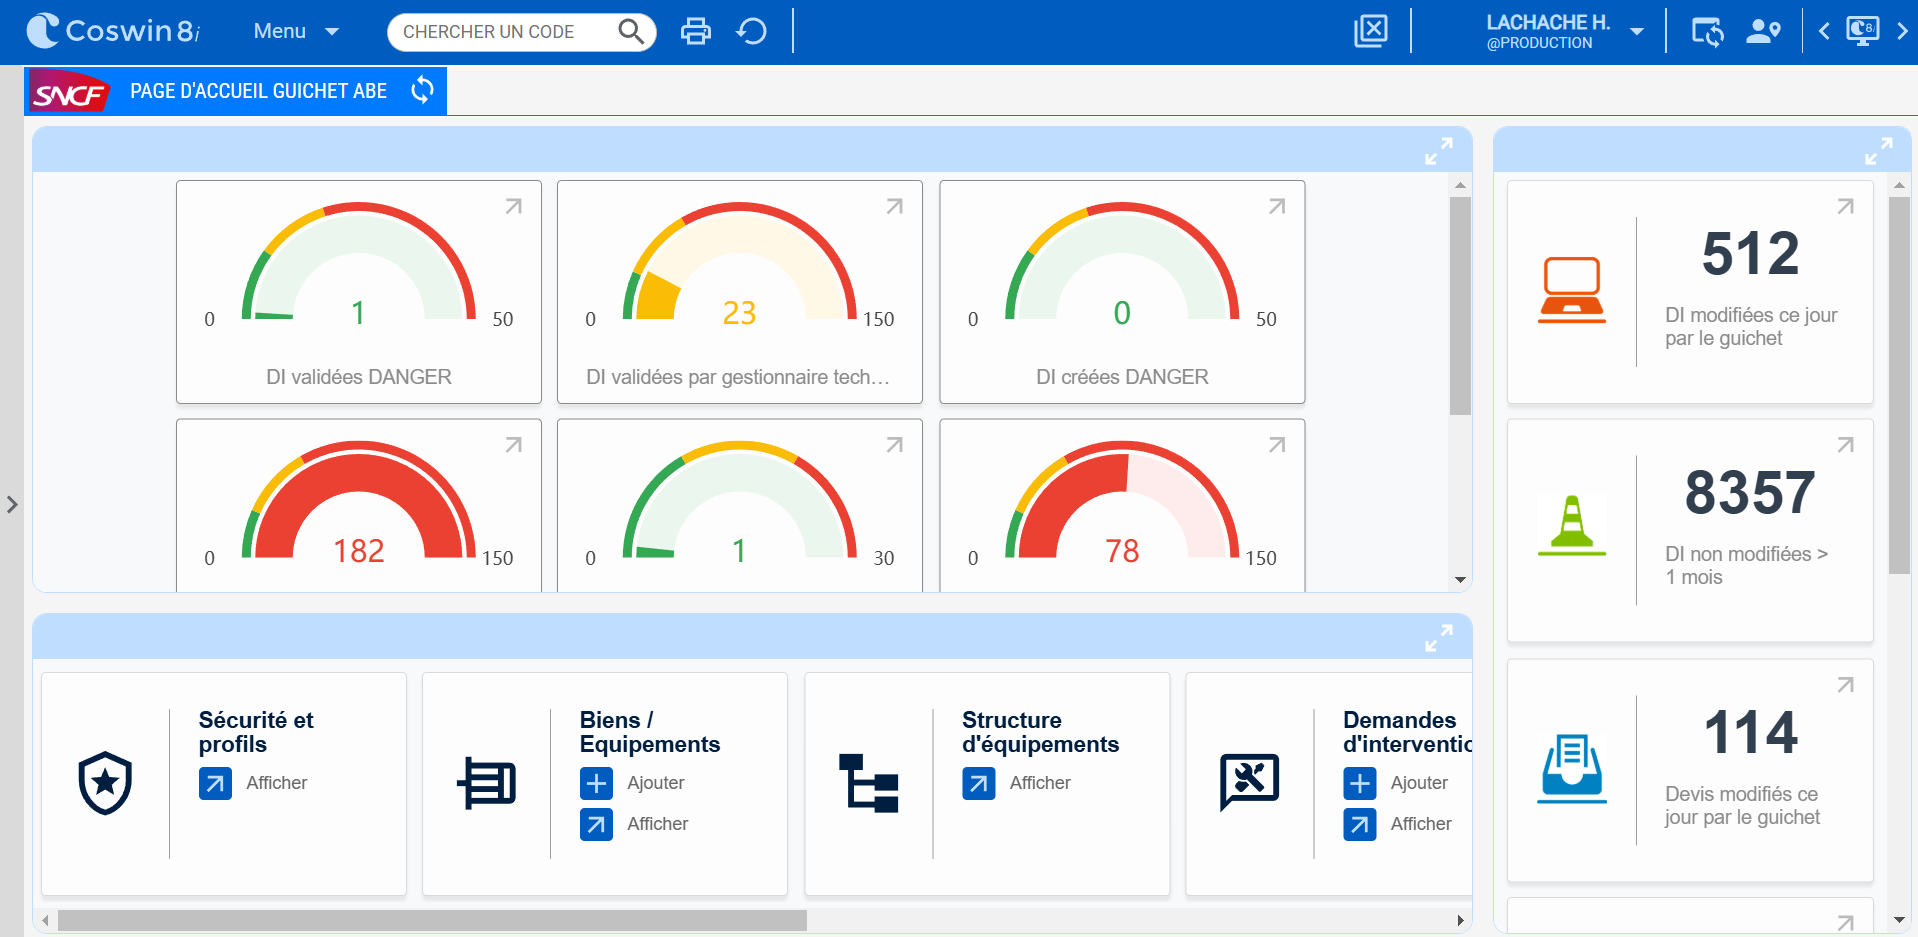 Coswin 8i
Menu
CHERCHER UN CODE
LACHACHE H.
@PRODUCTION
8i
SNCF
PAGE D'ACCUEIL GUICHET ABE
0
1
50
DI validées DANGER
0
23
150
DI validées par gestionnaire tech...
0
0
50
DI créées DANGER
0
182
150
0
1
30
0
78
150
512
DI modifiées ce jour
par le guichet
8357
DI non modifiées >
1 mois
114
Devis modifiés ce
jour par le guichet
Sécurité et
profils
Afficher
Biens /
Equipements
Ajouter
Afficher
Structure
d'équipements
Afficher
Demandes
d'interventio
Ajouter
Afficher